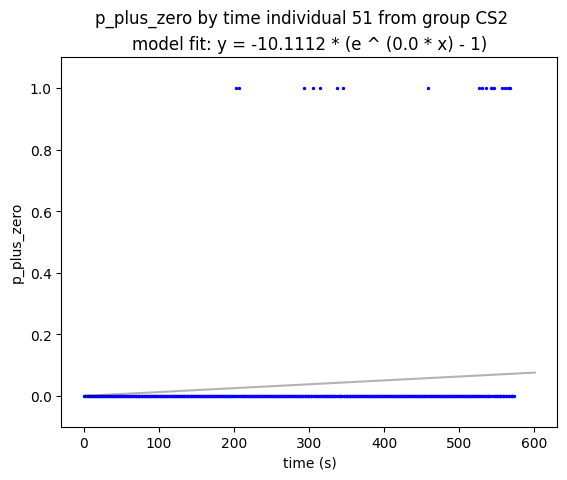 p_plus_zero by time individual 51 from group CS2
model fit: y = -10.1112 * (e ^ (0.0 * x) - 1)
1.0
0.8
0.6
0.4
0.2
0.0
p_plus_zero
0 100 200 300 400 500 600
time (s)